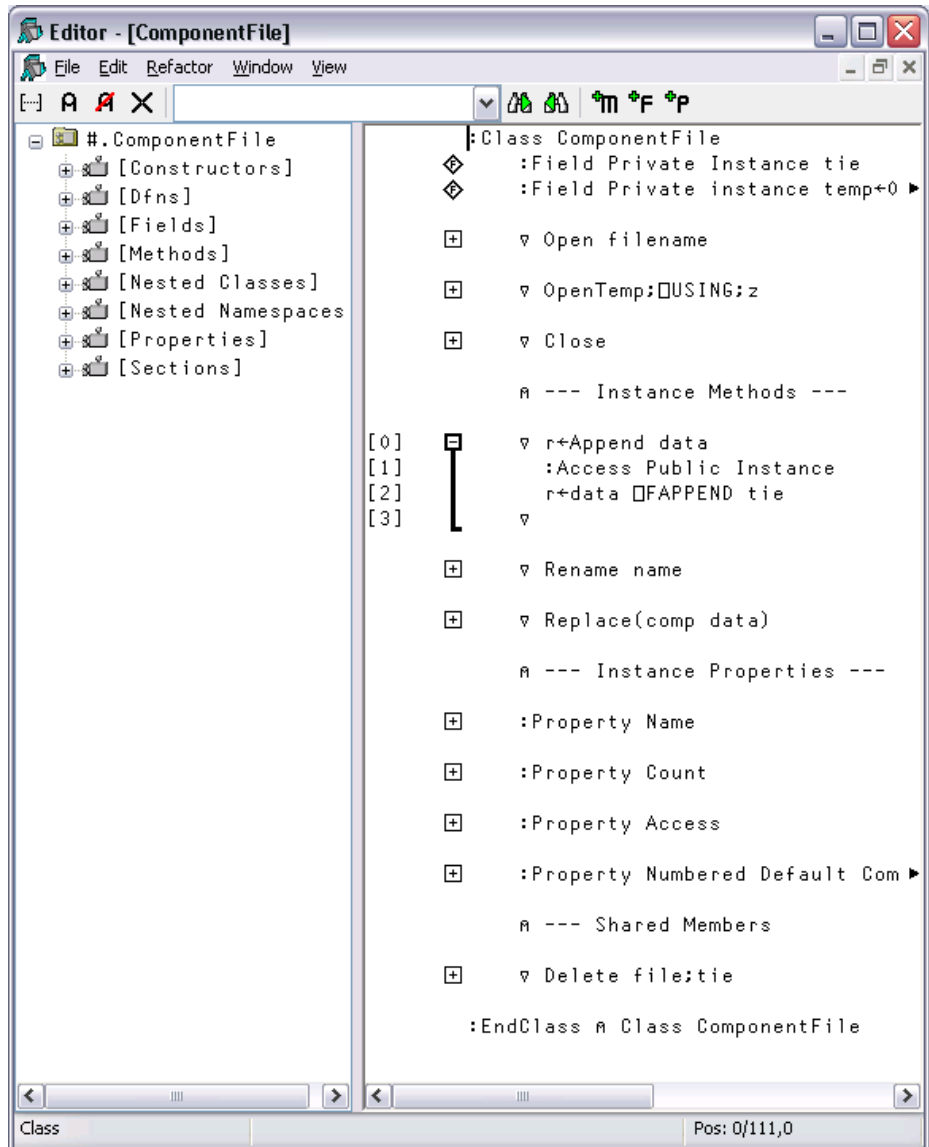 Editor - [ComponentFile]
File Edit Refactor Window View
#.ComponentFile
[Constructors]
[Dfns]
[Fields]
[Methods]
[Nested Classes]
[Nested Namespaces
[Properties]
[Sections]
:Class ComponentFile
:Field Private Instance tie
:Field Private instance temp←0
∇ Open filename
∇ OpenTemp;⎕USING;z
∇ Close
⍝ --- Instance Methods ---
[0] ∇ r←Append data
[1] :Access Public Instance
[2] r←data ⎕FAPPEND tie
[3] ∇
∇ Rename name
∇ Replace(comp data)
⍝ --- Instance Properties ---
:Property Name
:Property Count
:Property Access
:Property Numbered Default Com
⍝ --- Shared Members
∇ Delete file;tie
:EndClass ⍝ Class ComponentFile
Class Pos: 0/111,0